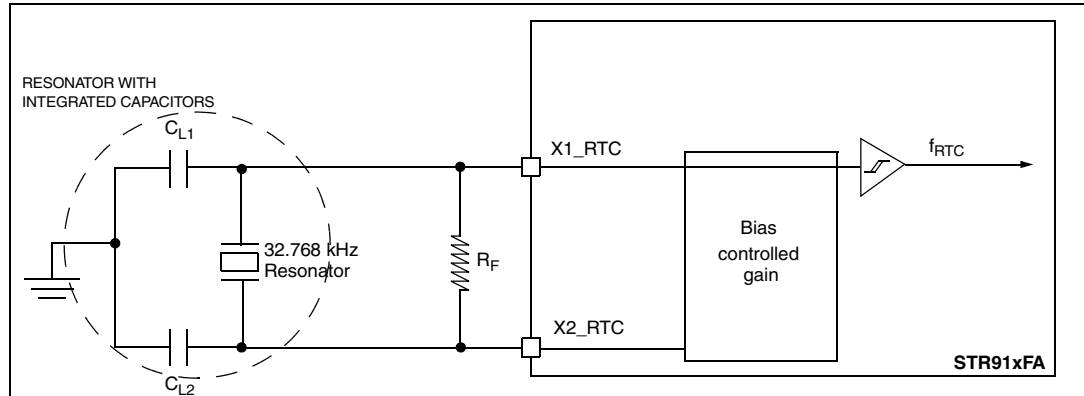 RESONATOR WITH
INTEGRATED CAPACITORS
CL1
X1_RTC
fRTC
32.768 kHz
Resonator
RF
Bias
controlled
gain
X2_RTC
STR91xFA
CL2